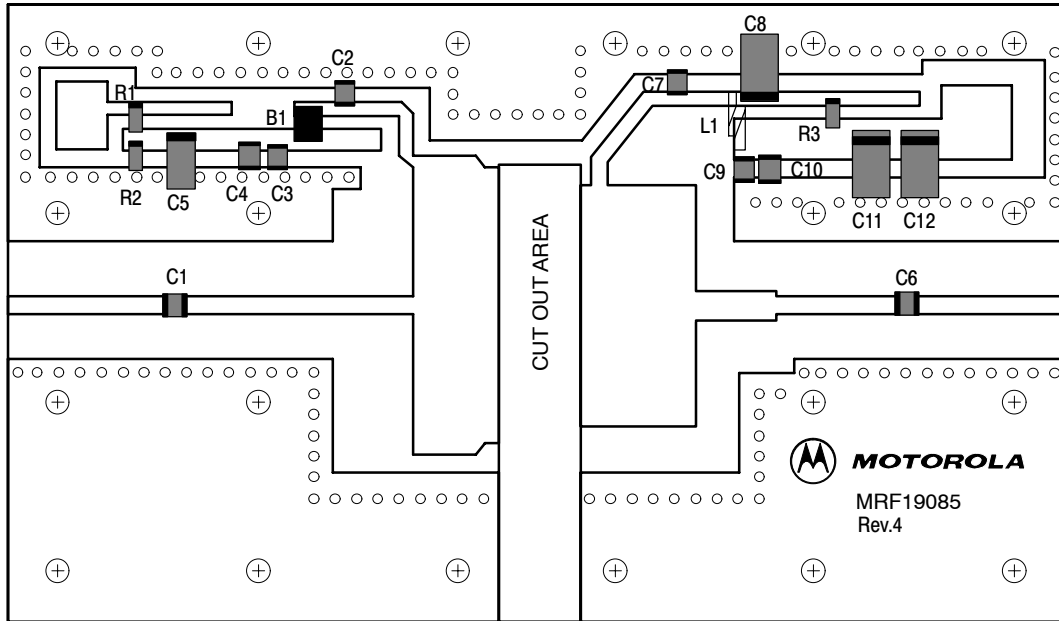 C8
C2
C7
R1
B1
L1
R3
R2
C5
C4
C3
C9
C10
C11
C12
CUT OUT AREA
C1
C6
MOTOROLA
MRF19085
Rev.4